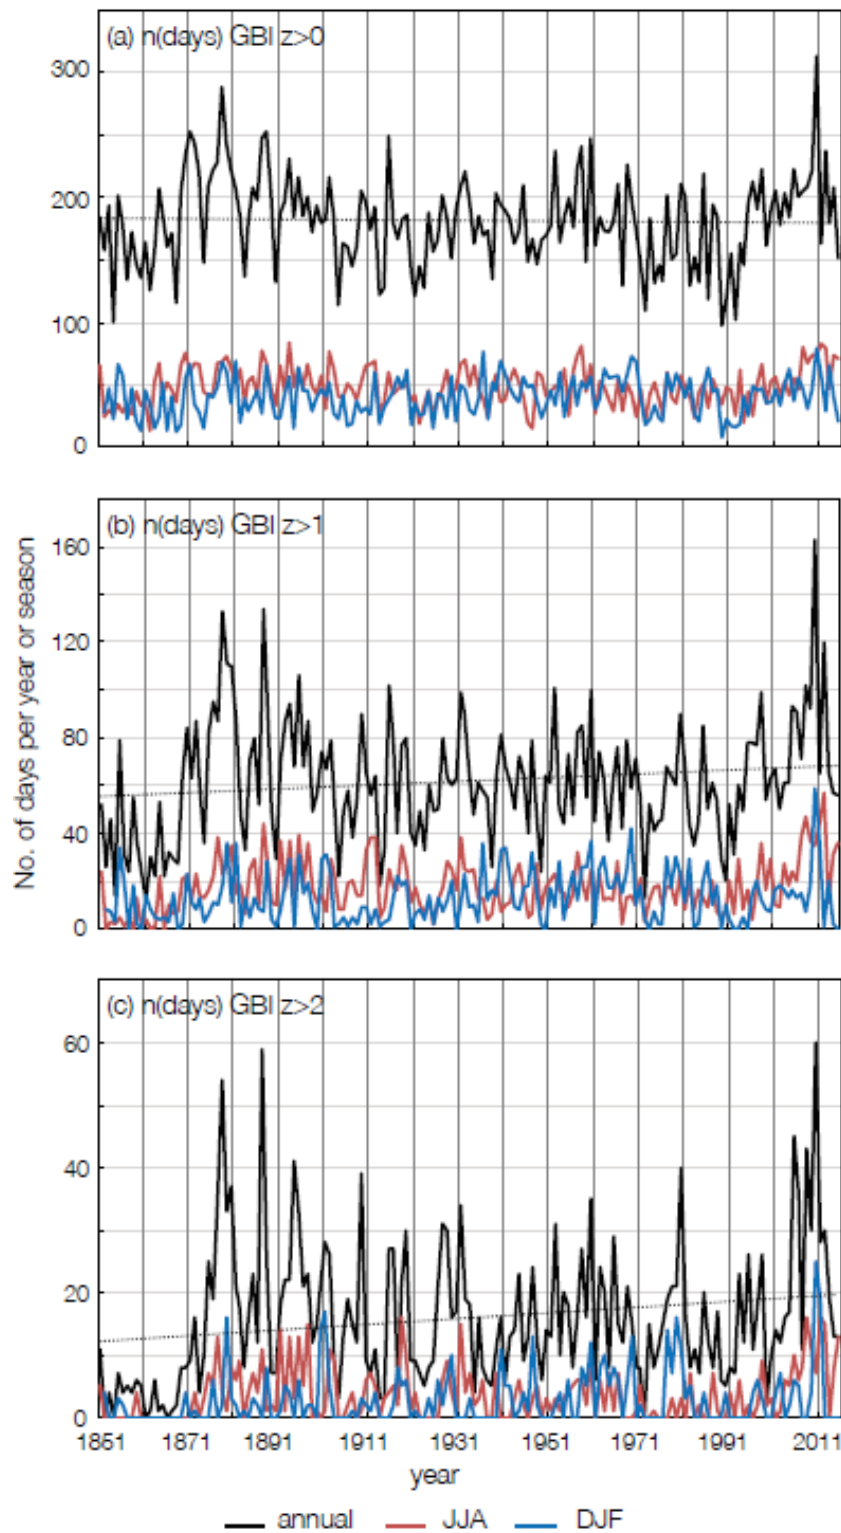 (a) n(days) GBI z>0
300
200
100
0
(b) n(days) GBI z>1
160
120
80
40
0
No. of days per year or season
(c) n(days) GBI z>2
60
40
20
0
1851 1871 1891 1911 1931 1951 1971 1991 2011
year
annual JJA DJF